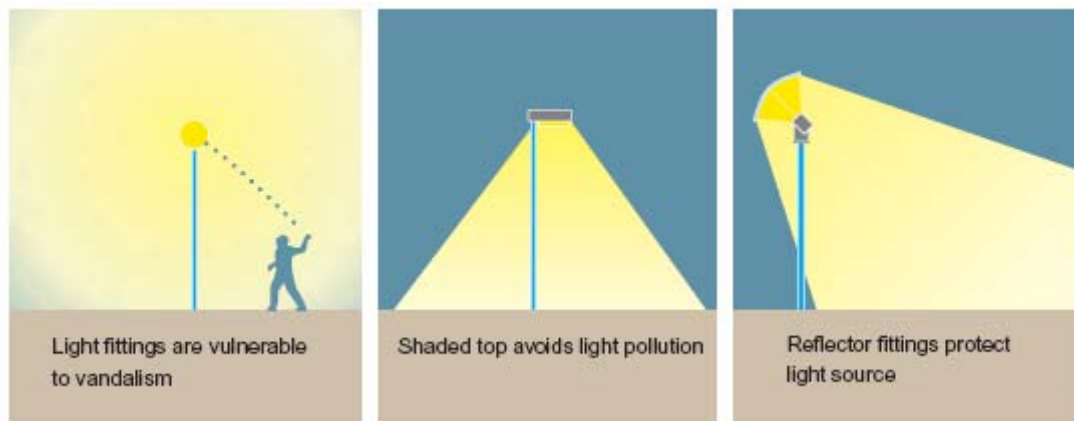 Light fittings are vulnerable
to vandalism
Shaded top avoids light pollution
Reflector fittings protect
light source